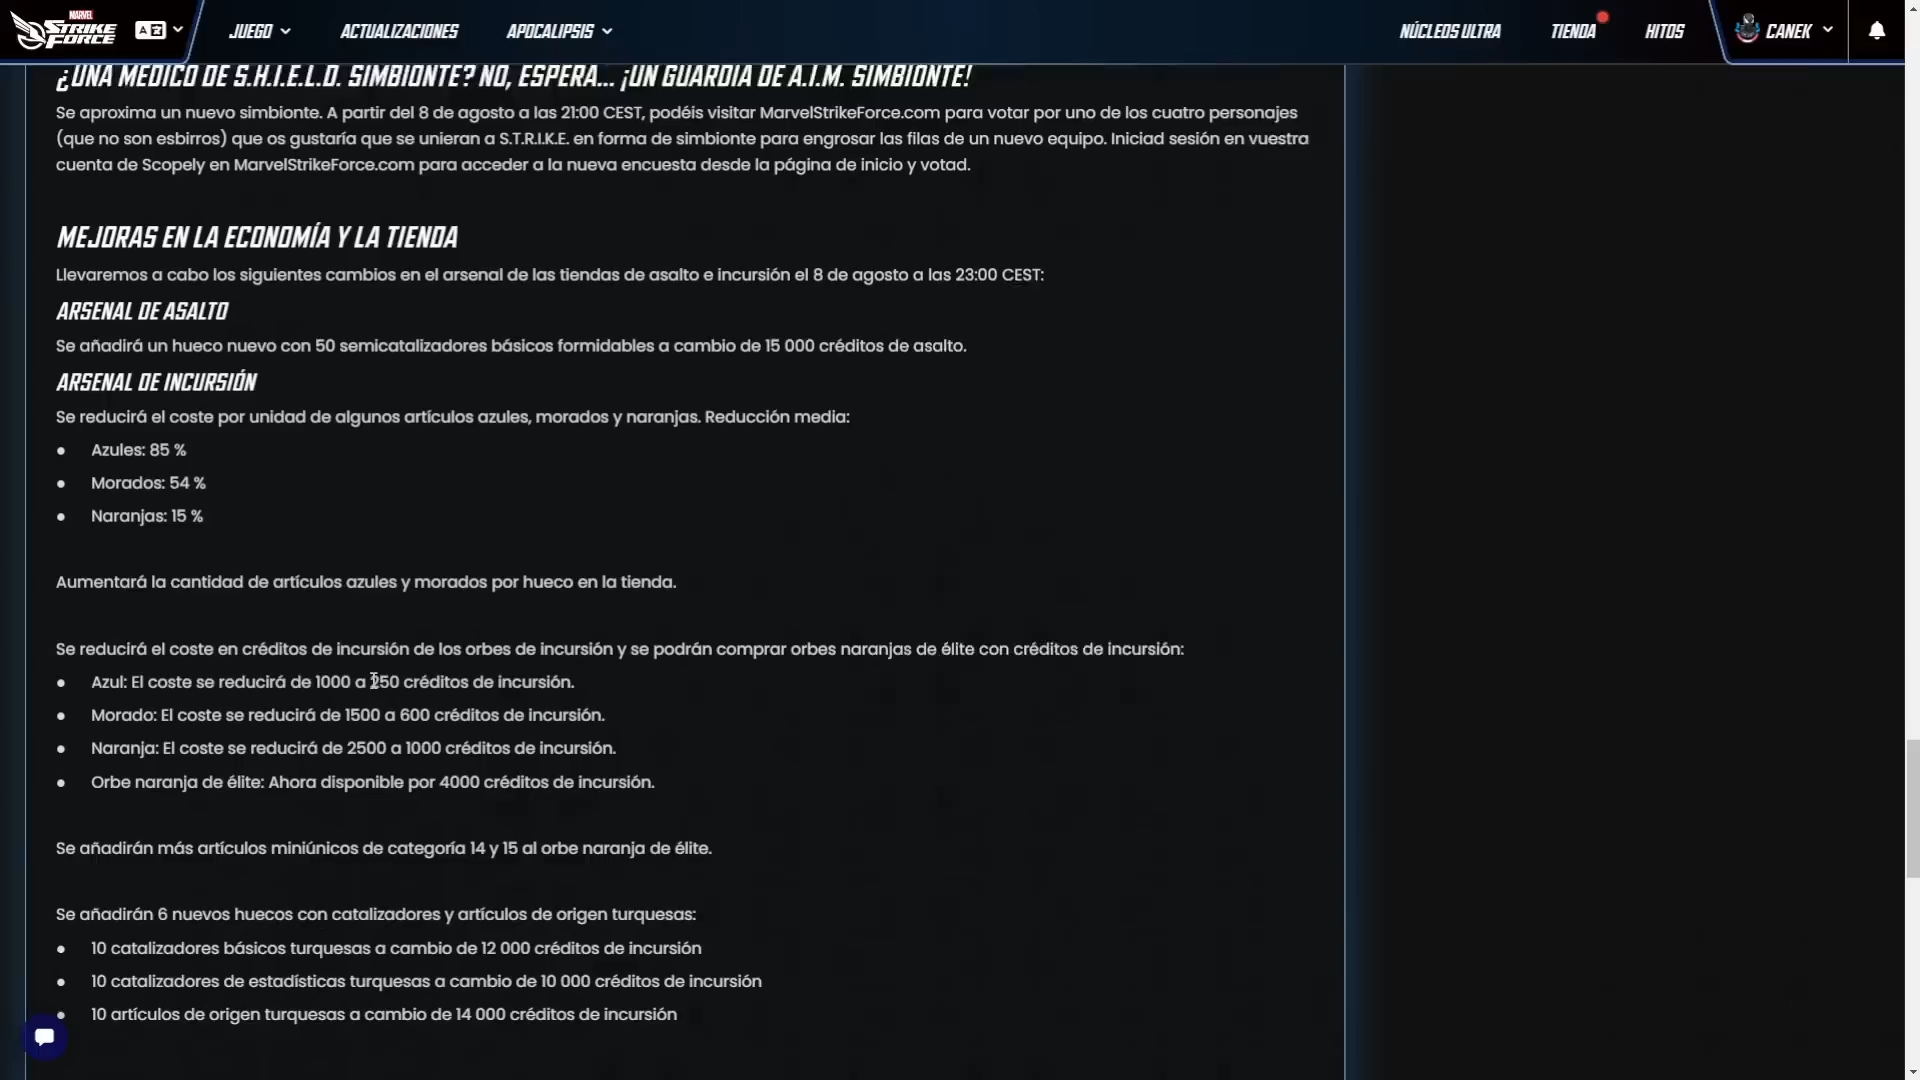 MARVEL
STRIKE
FORCE
JUEGO
ACTUALIZACIONES
APOCALIPSIS
NÚCLEOS ULTRA
TIENDA
HITOS
CANEK
¿UNA MÉDICO DE S.H.I.E.L.D. SIMBIONTE? NO, ESPERA... ¡UN GUARDIA DE A.I.M. SIMBIONTE!
Se aproxima un nuevo simbionte. A partir del 8 de agosto a las 21:00 CEST, podéis visitar MarvelStrikeForce.com para votar por uno de los cuatro personajes
(que no son esbirros) que os gustaría que se unieran a S.T.R.I.K.E. en forma de simbionte para engrosar las filas de un nuevo equipo. Iniciad sesión en vuestra
cuenta de Scopely en MarvelStrikeForce.com para acceder a la nueva encuesta desde la página de inicio y votad.
MEJORAS EN LA ECONOMÍA Y LA TIENDA
Llevaremos a cabo los siguientes cambios en el arsenal de las tiendas de asalto e incursión el 8 de agosto a las 23:00 CEST:
ARSENAL DE ASALTO
Se añadirá un hueco nuevo con 50 semicatalizadores básicos formidables a cambio de 15 000 créditos de asalto.
ARSENAL DE INCURSIÓN
Se reducirá el coste por unidad de algunos artículos azules, morados y naranjas. Reducción media:
● Azules: 85 %
● Morados: 54 %
● Naranjas: 15 %
Aumentará la cantidad de artículos azules y morados por hueco en la tienda.
Se reducirá el coste en créditos de incursión de los orbes de incursión y se podrán comprar orbes naranjas de élite con créditos de incursión:
● Azul: El coste se reducirá de 1000 a 250 créditos de incursión.
● Morado: El coste se reducirá de 1500 a 600 créditos de incursión.
● Naranja: El coste se reducirá de 2500 a 1000 créditos de incursión.
● Orbe naranja de élite: Ahora disponible por 4000 créditos de incursión.
Se añadirán más artículos miniúnicos de categoría 14 y 15 al orbe naranja de élite.
Se añadirán 6 nuevos huecos con catalizadores y artículos de origen turquesas:
● 10 catalizadores básicos turquesas a cambio de 12 000 créditos de incursión
● 10 catalizadores de estadísticas turquesas a cambio de 10 000 créditos de incursión
● 10 artículos de origen turquesas a cambio de 14 000 créditos de incursión